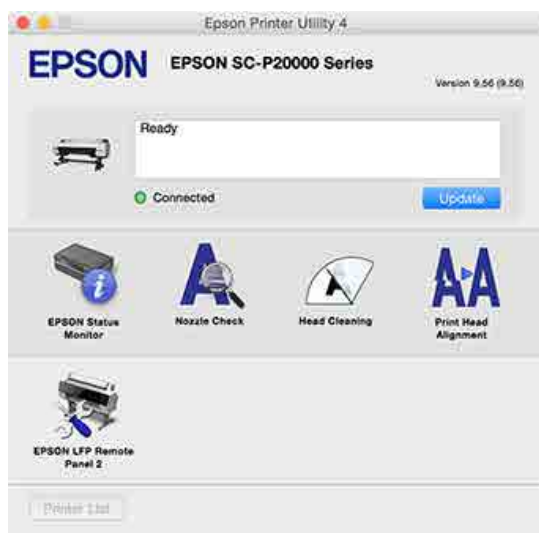 Epson Printer Utility 4
EPSON
EPSON SC-P20000 Series
Version 9.56 (9.56)
Ready
Connected
Update
EPSON Status
Monitor
Nozzle Check
Head Cleaning
Print Head
Alignment
EPSON LFP Remote
Panel 2
Printer List